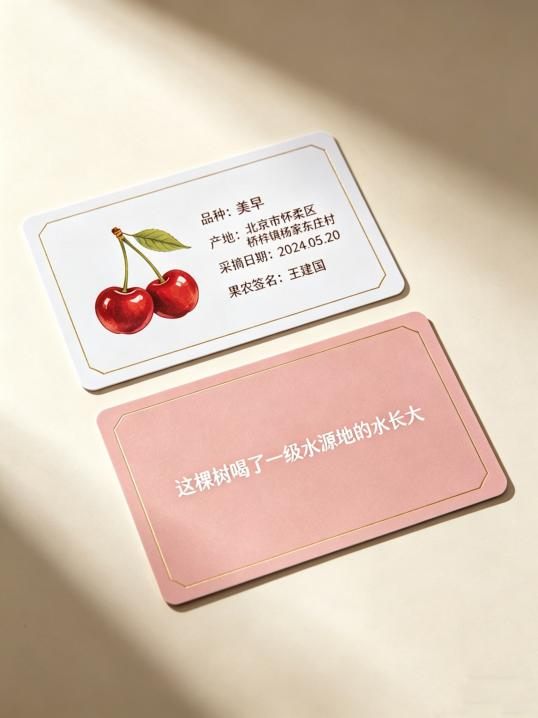 品种：美早
产地：北京市怀柔区
桥梓镇杨家东庄村
采摘日期：2024.05.20
果农签名：王建国
这棵树喝了一级水源地的水长大